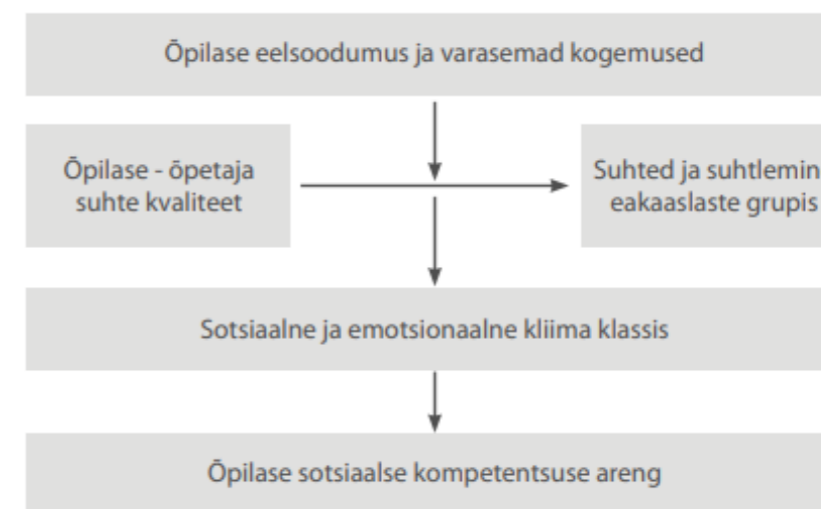 Õpilase eelsoodumus ja varasemad kogemused
Õpilase - õpetaja
suhte kvaliteet
Suhted ja suhtlemin
eakaaslaste grupis
Sotsiaalne ja emotsionaalne kliima klassis
Õpilase sotsiaalse kompetentsuse areng